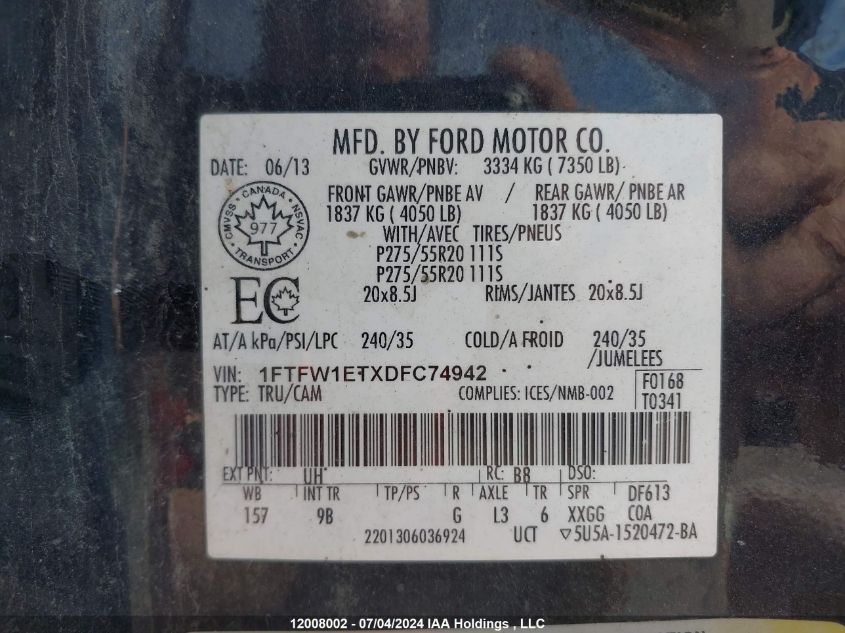 MFD. BY FORD MOTOR CO.
DATE: 06/13 GVWR/PNBV: 3334 KG ( 7350 LB)
FRONT GAWR/PNBE AV / REAR GAWR/ PNBE AR
1837 KG ( 4050 LB) 1837 KG ( 4050 LB)
CANADA CMVSS NSVAC 977 TRANSPORT
WITH/AVEC TIRES/PNEUS
P275/55R20 111S
P275/55R20 111S
EC
20x8.5J RIMS/JANTES 20x8.5J
AT/A kPa/PSI/LPC 240/35 COLD/A FROID 240/35
/JUMELEES
VIN: 1FTFW1ETXDFC74942 F0168
TYPE: TRU/CAM COMPLIES: ICES/NMB-002 T0341
EXT PNT: UH RC: B8 DSO:
WB INT TR TP/PS R AXLE TR SPR DF613
157 9B G L3 6 XXGG COA
2201306036924 UCT ▽5U5A-1520472-BA
12008002 - 07/04/2024 IAA Holdings , LLC